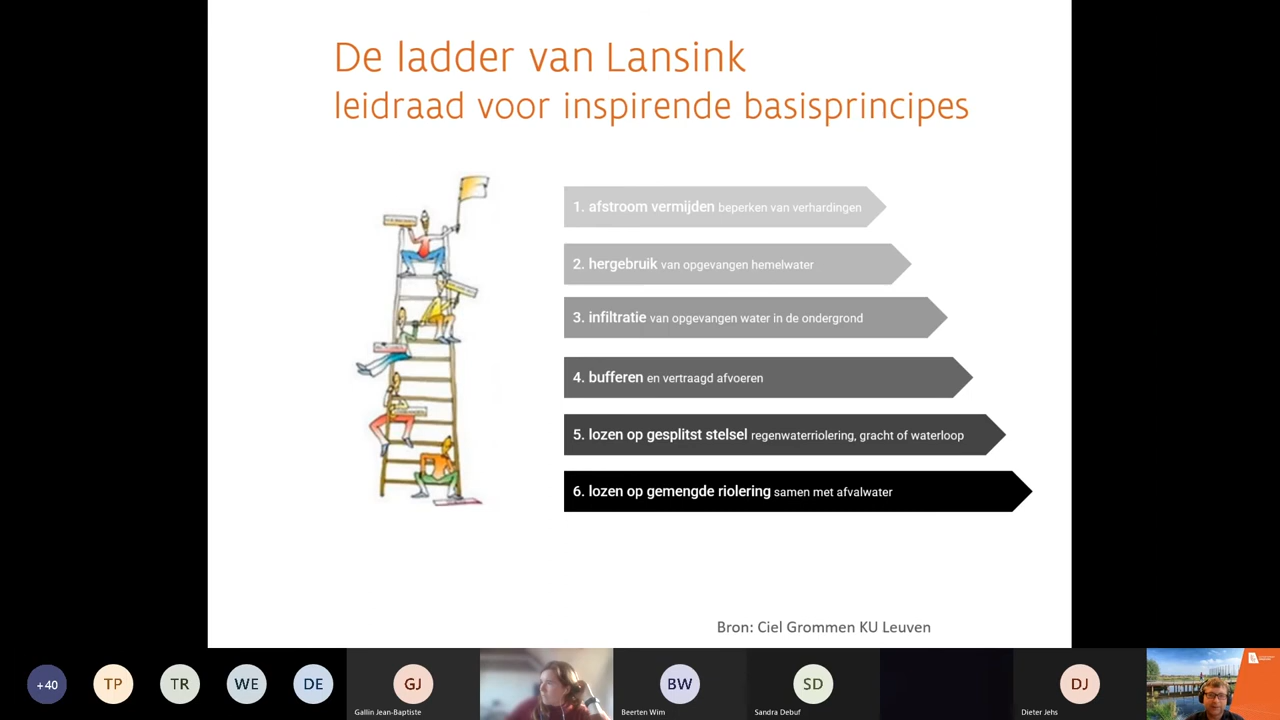 De ladder van Lansink
leidraad voor inspirende basisprincipes
1. afstroom vermijden beperken van verhardingen
2. hergebruik van opgevangen hemelwater
3. infiltratie van opgevangen water in de ondergrond
4. bufferen en vertraagd afvoeren
5. lozen op gesplitst stelsel regenwaterriolering, gracht of waterloop
6. lozen op gemengde riolering samen met afvalwater
Bron: Ciel Grommen KU Leuven
+40
TP
TR
WE
DE
GJ
Gallin Jean-Baptiste
BW
Beerten Wim
SD
Sandra Debuf
DJ
Dieter Jehs